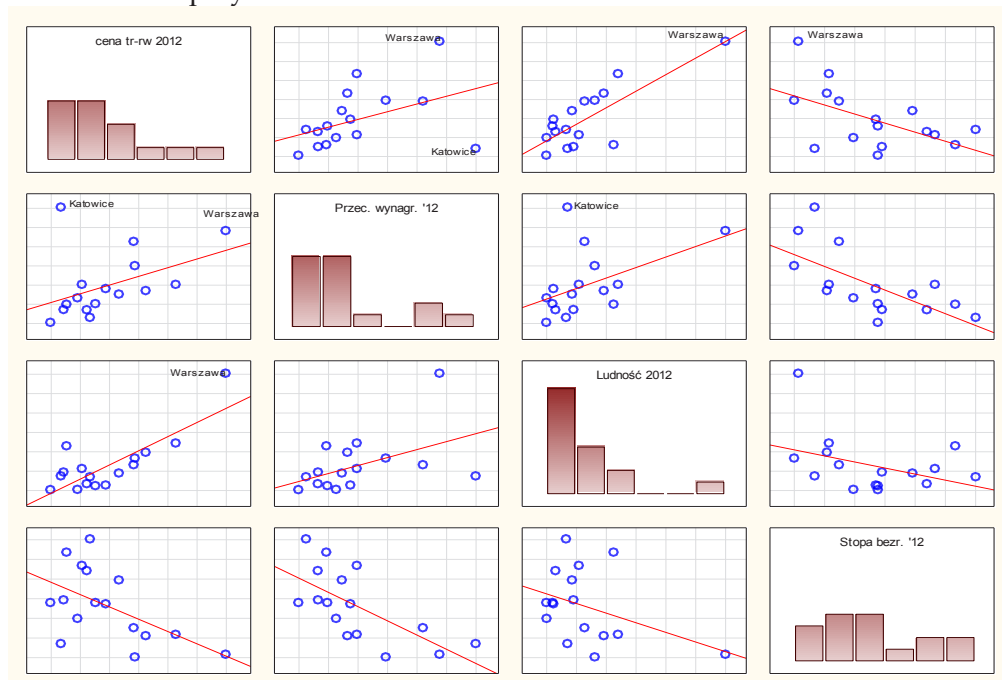 cena tr-rw 2012
Warszawa
Katowice
Warszawa
Warszawa
Katowice
Warszawa
Przec. wynagr. '12
Katowice
Warszawa
Ludność 2012
Stopa bezr. '12